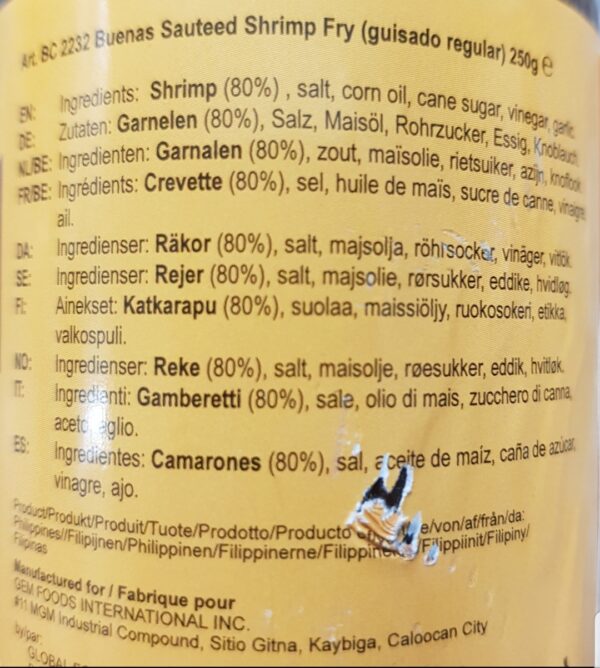 Art. BC 2232 Buenas Sauteed Shrimp Fry (guisado regular) 250g ℮
EN: Ingredients: Shrimp (80%) , salt, corn oil, cane sugar, vinegar, garlic.
DE: Zutaten: Garnelen (80%), Salz, Maisöl, Rohrzucker, Essig, Knoblauch
NL/BE: Ingredienten: Garnalen (80%), zout, maïsolie, rietsuiker, azijn, knoflook
FR/BE: Ingrédients: Crevette (80%), sel, huile de maïs, sucre de canne, vinaigre
ail.
DA: Ingredienser: Räkor (80%), salt, majsolja, röhrsocker, vinäger, vitlök.
SE: Ingredienser: Rejer (80%), salt, majsolie, rørsukker, eddike, hvidløg.
FI: Ainekset: Katkarapu (80%), suolaa, maissiöljy, ruokosokeri, etikka,
valkospuli.
NO: Ingredienser: Reke (80%), salt, maisolje, røesukker, eddik, hvitløk.
IT: Ingredienti: Gamberetti (80%), sale, olio di mais, zucchero di canna,
aceto, aglio.
ES: Ingredientes: Camarones (80%), sal, aceite de maíz, caña de azúcar,
vinagre, ajo.
Product/Produkt/Produit/Tuote/Prodotto/Producto e/von/af/från/da:
Philippines//Filipijnen/Philippinen/Filippinerne/Filippine /Filippiinit/Filipiny/
Filipinas
Manufactured for / Fabrique pour
GEM FOODS INTERNATIONAL INC.
#11 MGM Industrial Compound, Sitio Gitna, Kaybiga, Caloocan City
by/par:
GLOBAL